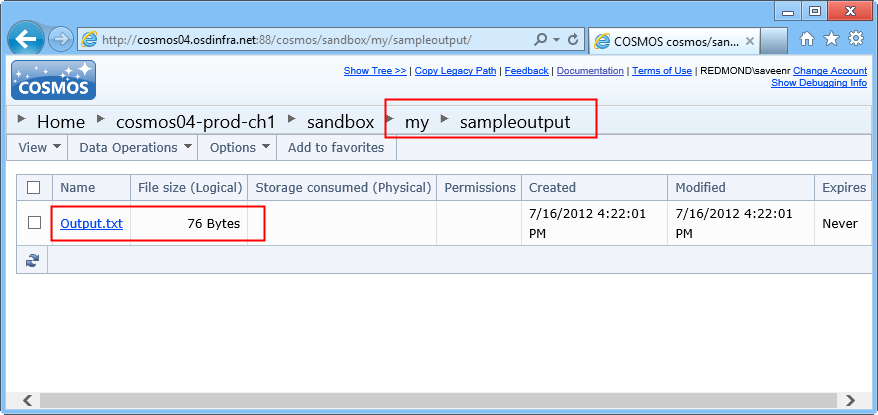 http://cosmos04.osdinfra.net:88/cosmos/sandbox/my/sampleoutput/
COSMOS cosmos/san...
COSMOS
Show Tree >> | Copy Legacy Path | Feedback | Documentation | Terms of Use | REDMOND\saveenr Change Account
Show Debugging Info
Home cosmos04-prod-ch1 sandbox my sampleoutput
View Data Operations Options Add to favorites
Name File size (Logical) Storage consumed (Physical) Permissions Created Modified Expires
Output.txt 76 Bytes 7/16/2012 4:22:01 PM 7/16/2012 4:22:01 PM Never